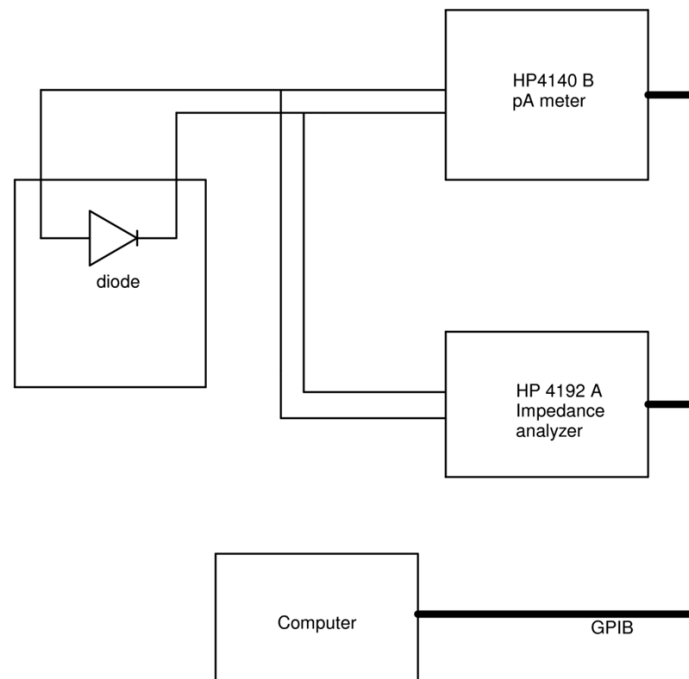 HP4140 B
pA meter
diode
HP 4192 A
Impedance
analyzer
Computer
GPIB